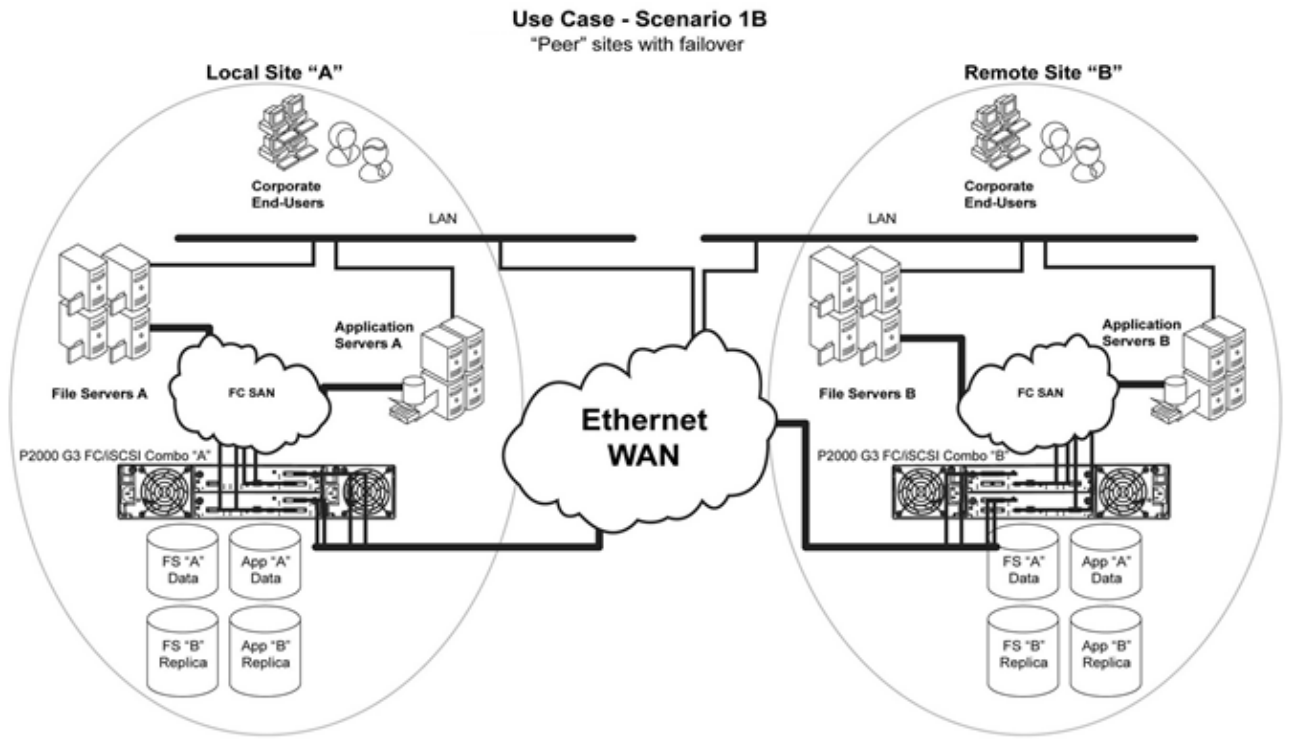 Use Case - Scenario 1B
“Peer” sites with failover
Local Site “A”
Corporate
End-Users
LAN
File Servers A
Application
Servers A
FC SAN
P2000 G3 FC/iSCSI Combo “A”
FS “A”
Data
App “A”
Data
FS “B”
Replica
App “B”
Replica
Ethernet
WAN
Remote Site “B”
Corporate
End-Users
LAN
File Servers B
Application
Servers B
FC SAN
P2000 G3 FC/iSCSI Combo “B”
FS “A”
Data
App “A”
Data
FS “B”
Replica
App “B”
Replica